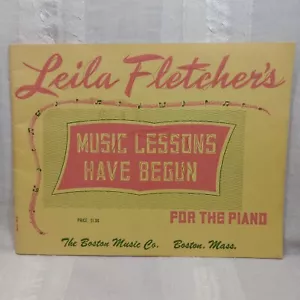 Leila Fletcher's
MUSIC LESSONS
HAVE BEGUN
FOR THE PIANO
The Boston Music Co. Boston, Mass.